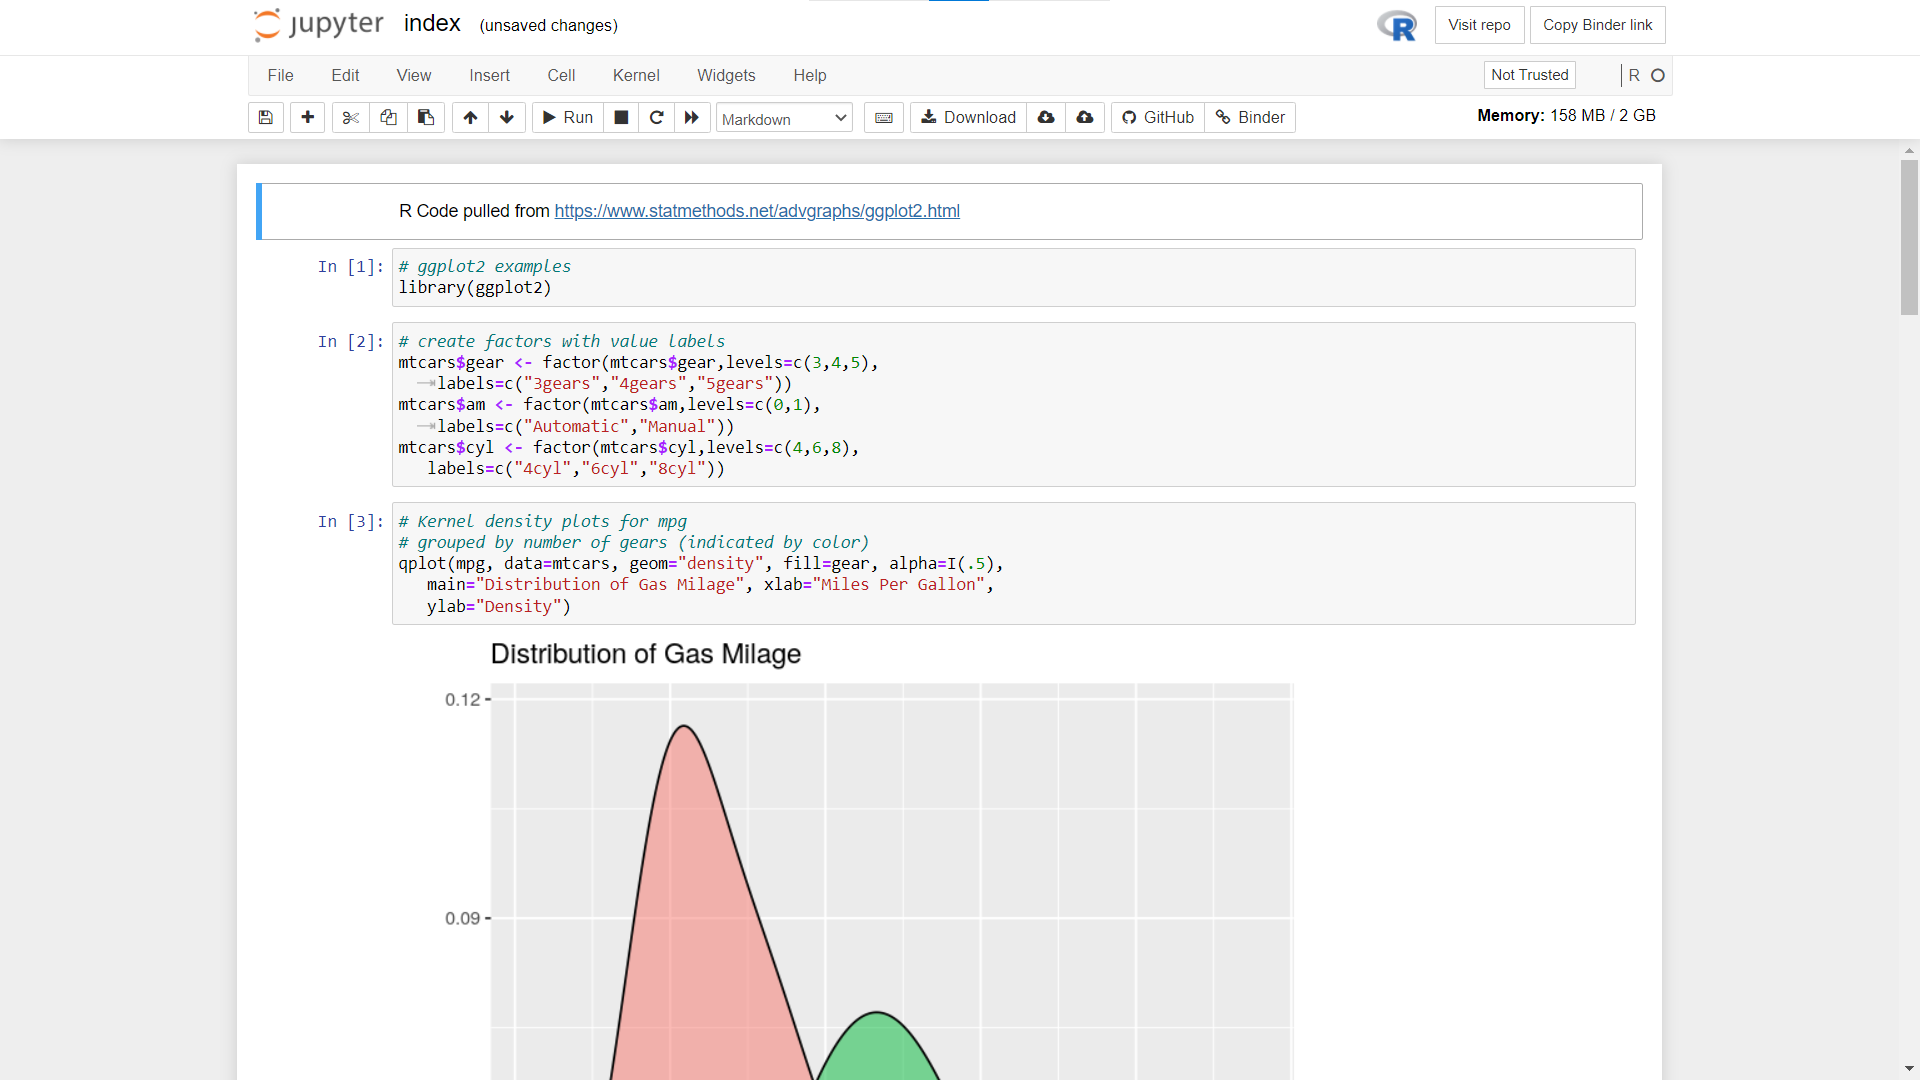 jupyter index (unsaved changes) R Visit repo Copy Binder link
File Edit View Insert Cell Kernel Widgets Help Not Trusted R
Run Markdown Download GitHub Binder Memory: 158 MB / 2 GB
R Code pulled from https://www.statmethods.net/advgraphs/ggplot2.html
In [1]: # ggplot2 examples
library(ggplot2)
In [2]: # create factors with value labels
mtcars$gear <- factor(mtcars$gear,levels=c(3,4,5),
labels=c("3gears","4gears","5gears"))
mtcars$am <- factor(mtcars$am,levels=c(0,1),
labels=c("Automatic","Manual"))
mtcars$cyl <- factor(mtcars$cyl,levels=c(4,6,8),
labels=c("4cyl","6cyl","8cyl"))
In [3]: # Kernel density plots for mpg
# grouped by number of gears (indicated by color)
qplot(mpg, data=mtcars, geom="density", fill=gear, alpha=I(.5),
main="Distribution of Gas Milage", xlab="Miles Per Gallon",
ylab="Density")
Distribution of Gas Milage
0.12
0.09